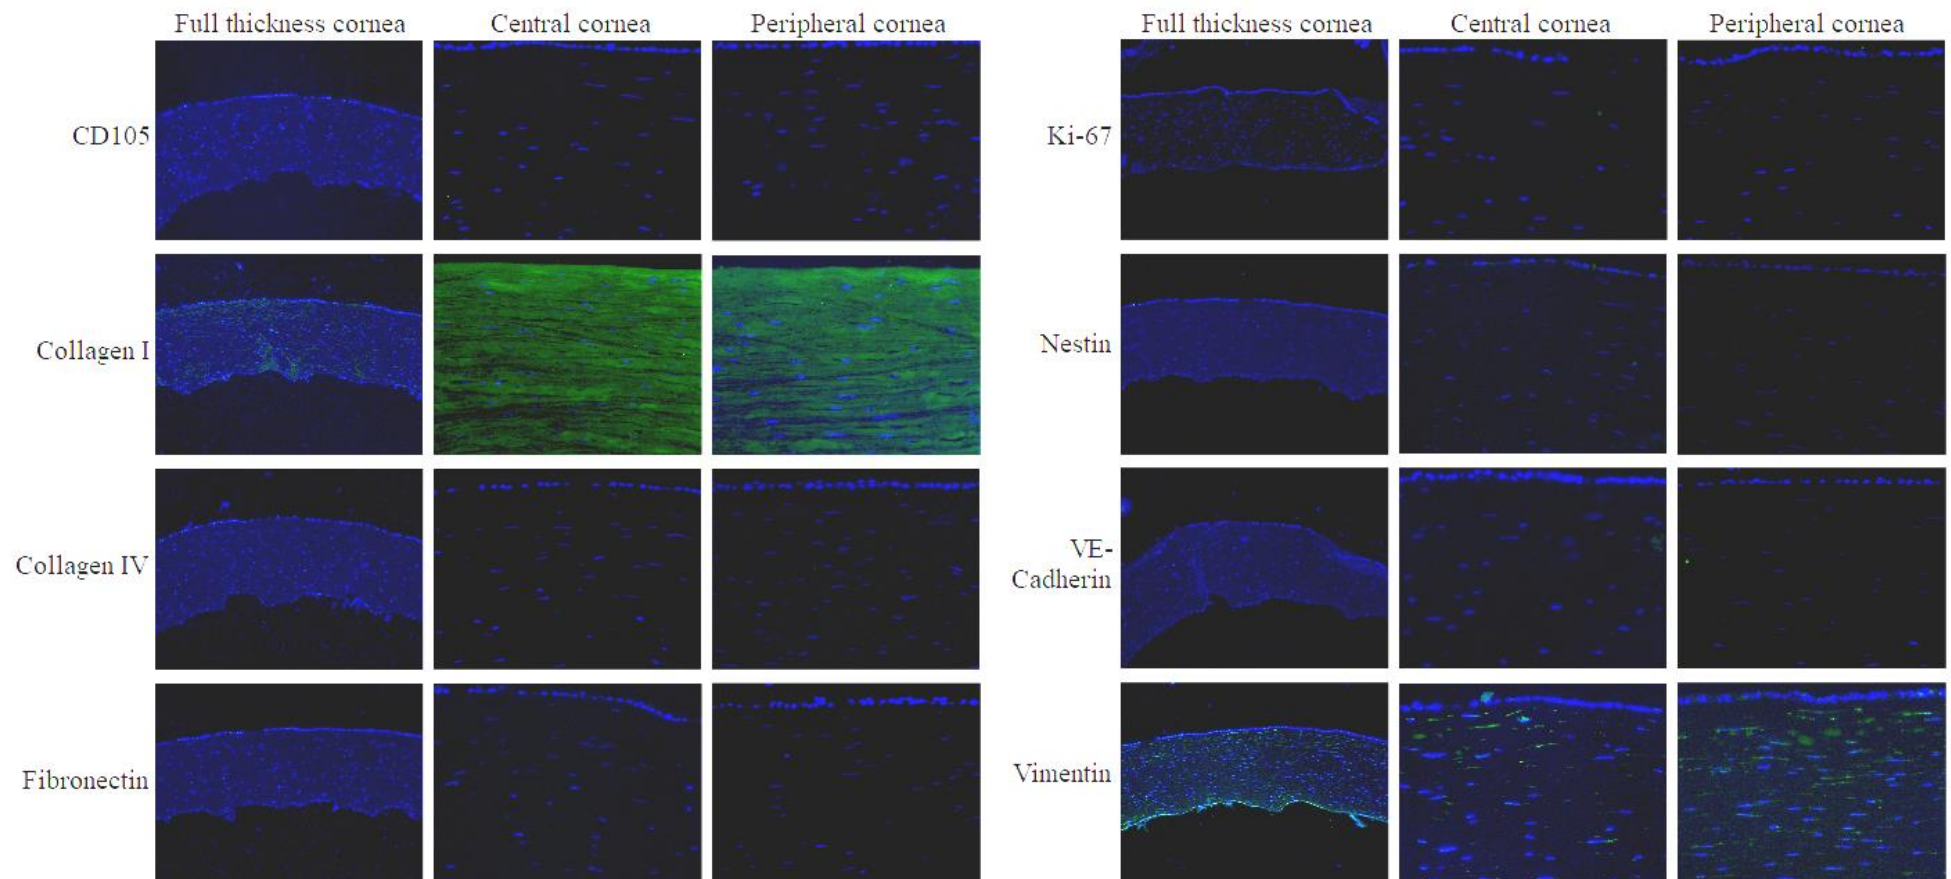 Full thickness cornea Central cornea Peripheral cornea
CD105
Collagen I
Collagen IV
Fibronectin
Full thickness cornea Central cornea Peripheral cornea
Ki-67
Nestin
VE-
Cadherin
Vimentin